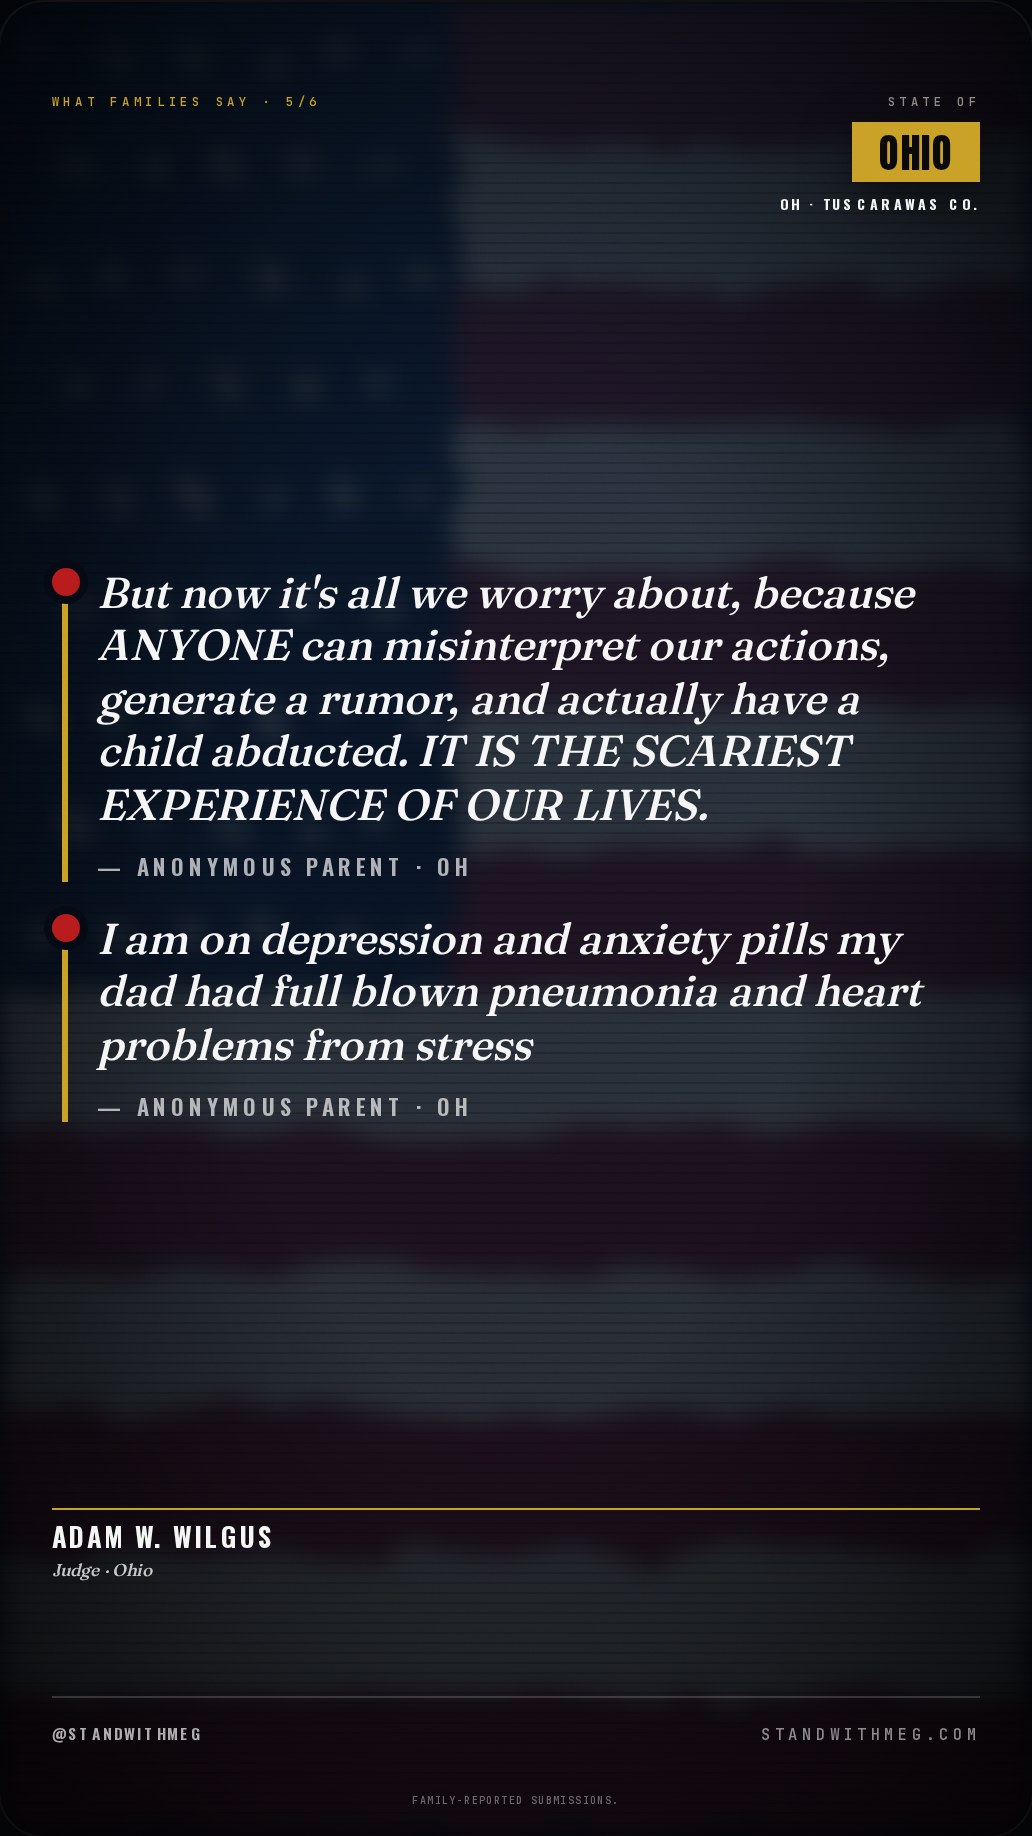 WHAT FAMILIES SAY · 5/6
STATE OF
OHIO
OH · TUSCARAWAS CO.
But now it's all we worry about, because
ANYONE can misinterpret our actions,
generate a rumor, and actually have a
child abducted. IT IS THE SCARIEST
EXPERIENCE OF OUR LIVES.
— ANONYMOUS PARENT · OH
I am on depression and anxiety pills my
dad had full blown pneumonia and heart
problems from stress
— ANONYMOUS PARENT · OH
ADAM W. WILGUS
Judge · Ohio
@STANDWITHMEG
STANDWITHMEG.COM
FAMILY-REPORTED SUBMISSIONS.